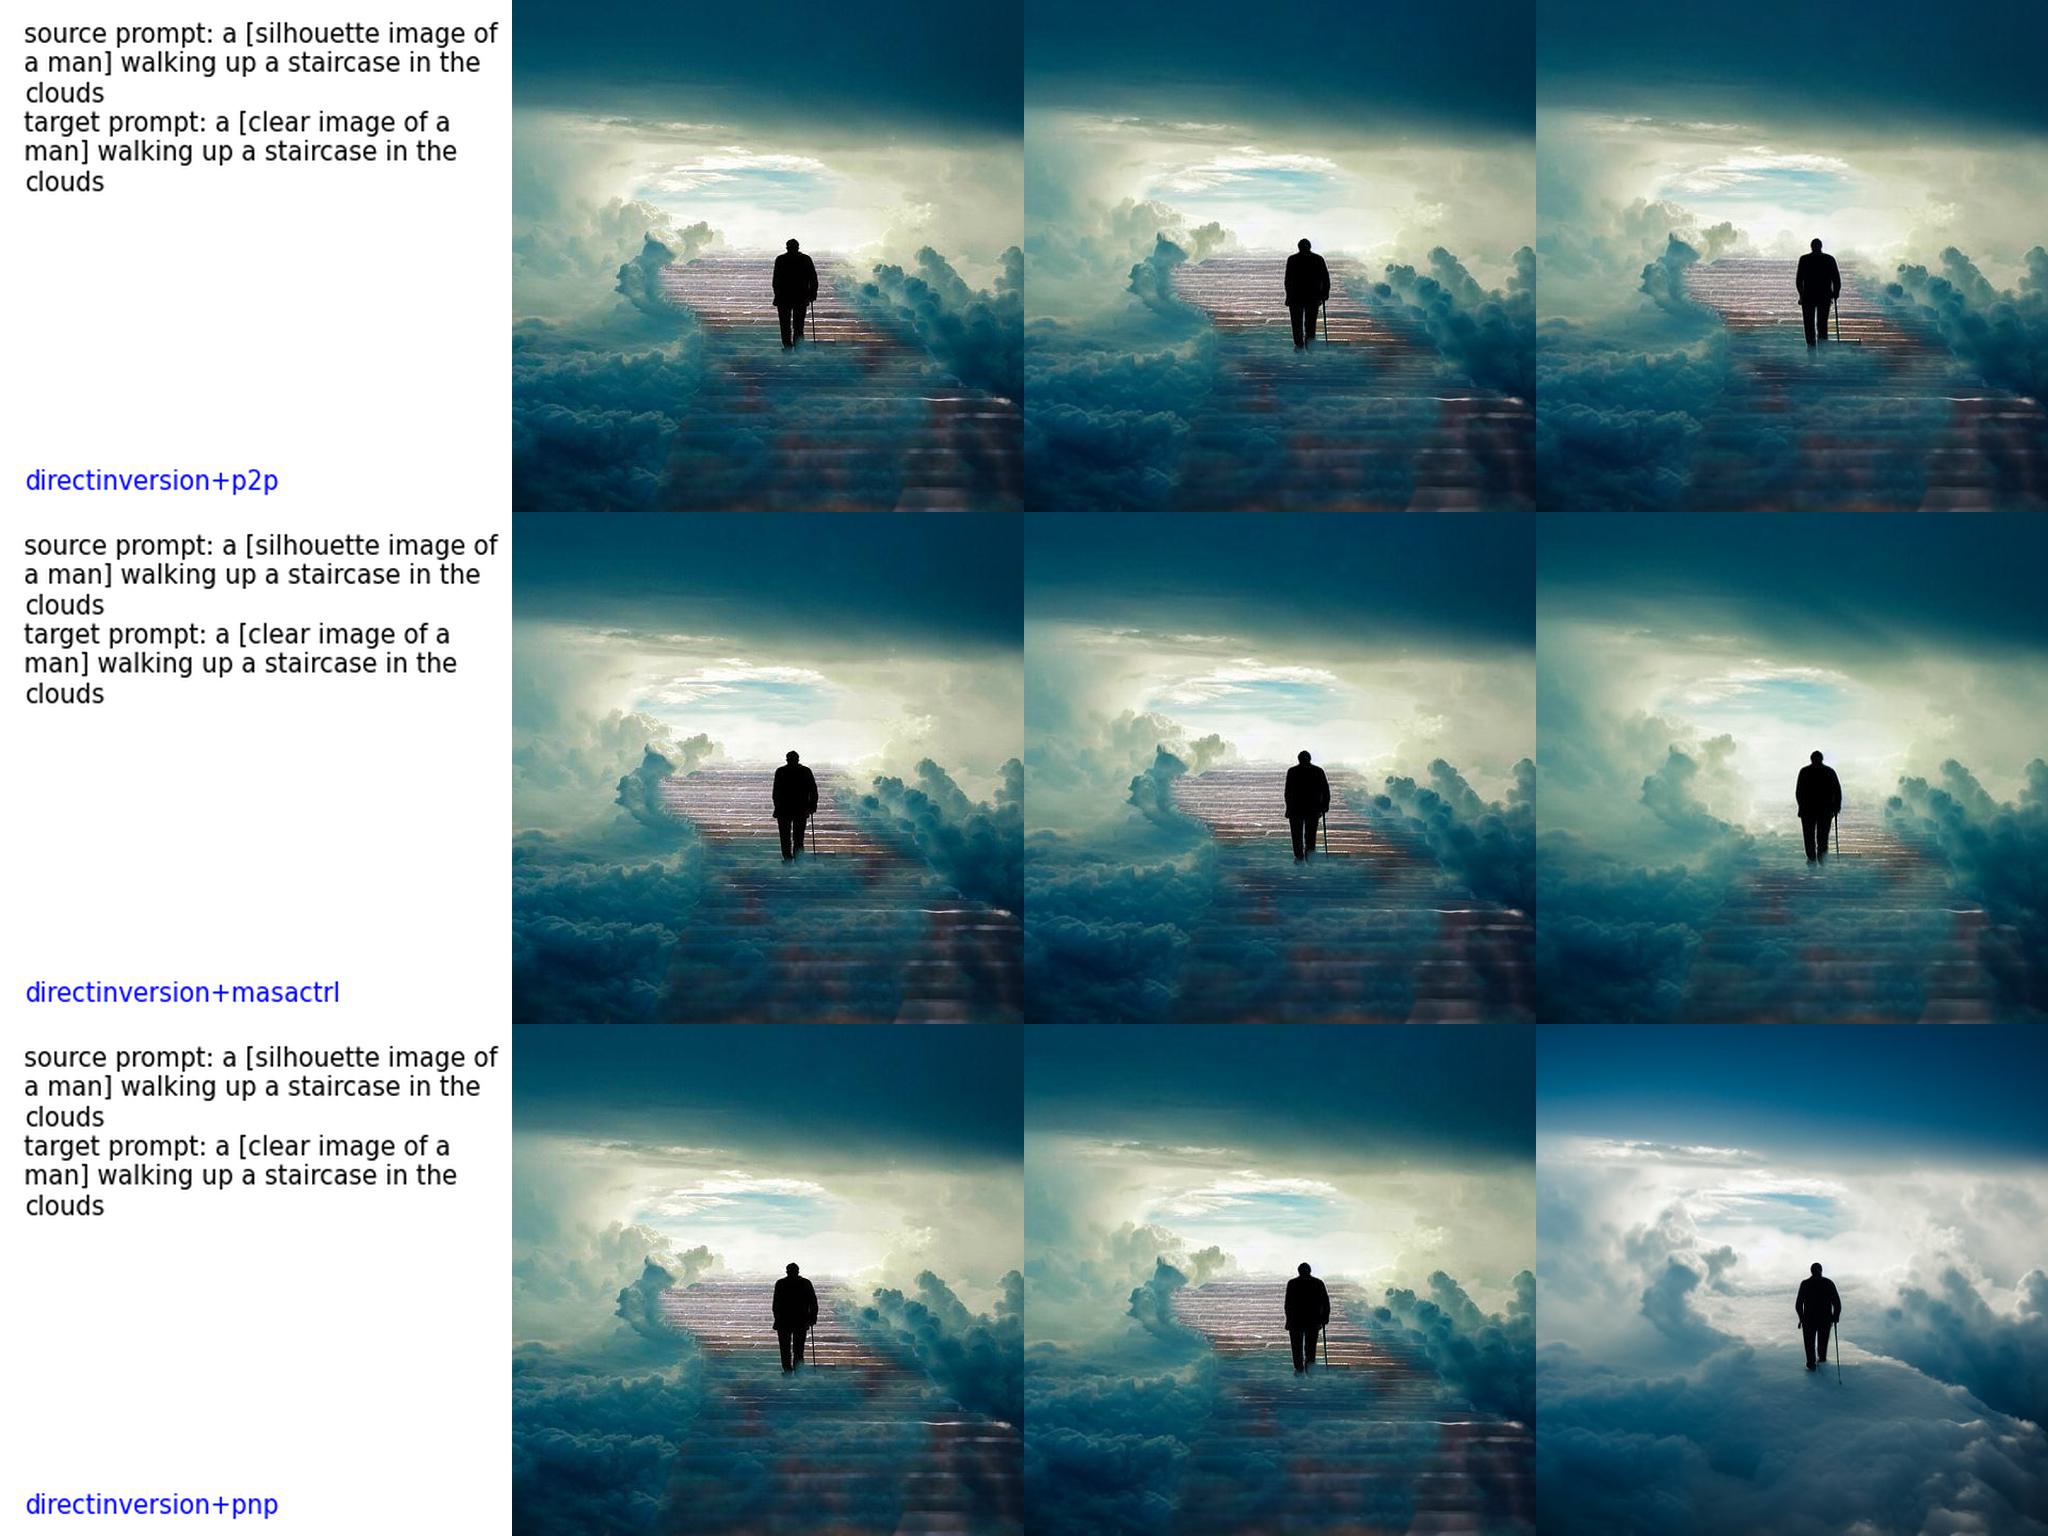 source prompt: a [silhouette image of
a man] walking up a staircase in the
clouds
target prompt: a [clear image of a
man] walking up a staircase in the
clouds
directinversion+p2p
source prompt: a [silhouette image of
a man] walking up a staircase in the
clouds
target prompt: a [clear image of a
man] walking up a staircase in the
clouds
directinversion+masactrl
source prompt: a [silhouette image of
a man] walking up a staircase in the
clouds
target prompt: a [clear image of a
man] walking up a staircase in the
clouds
directinversion+pnp